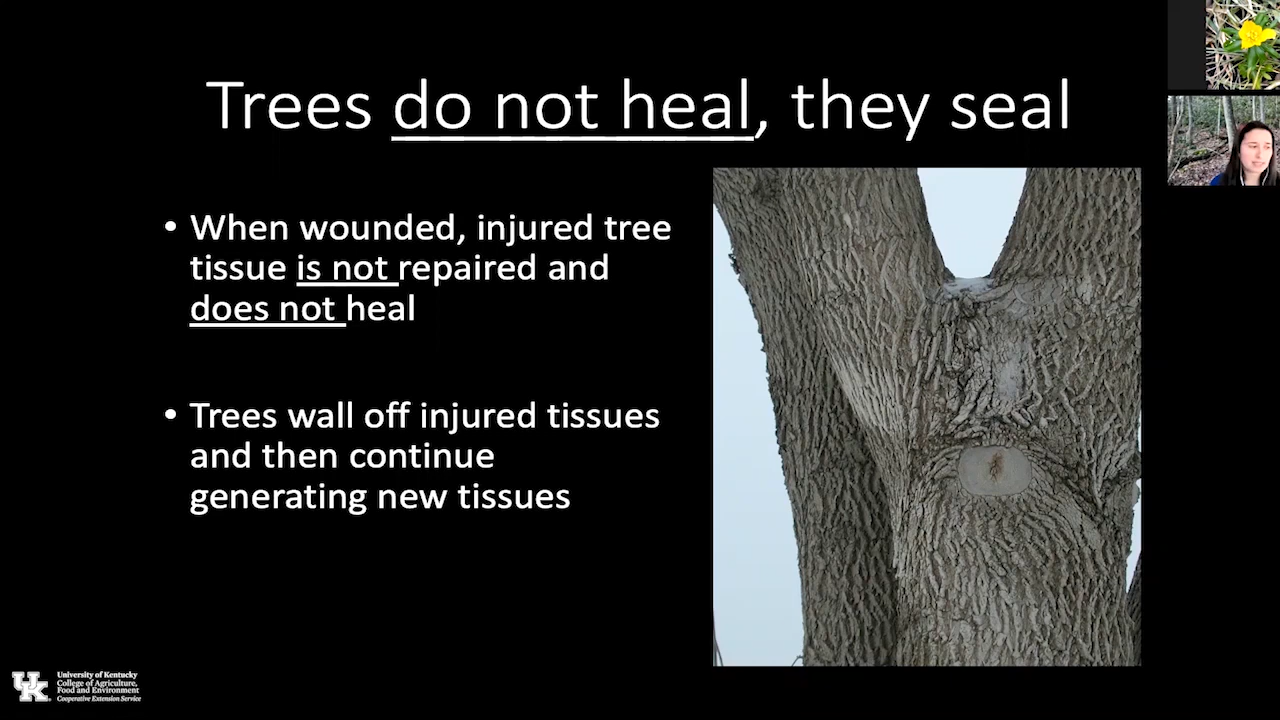 Trees do not heal, they seal
• When wounded, injured tree
tissue is not repaired and
does not heal
• Trees wall off injured tissues
and then continue
generating new tissues
UK
University of Kentucky
College of Agriculture,
Food and Environment
Cooperative Extension Service